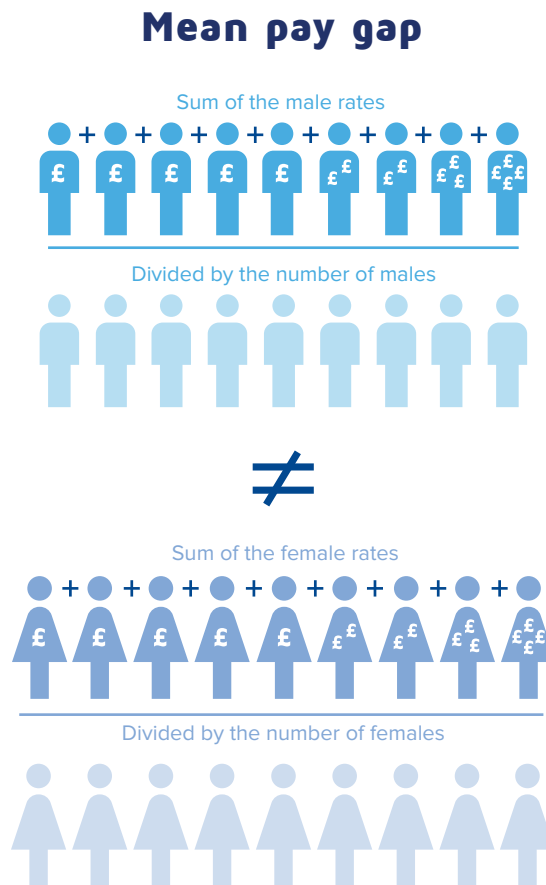 Mean pay gap
Sum of the male rates
+ + + + + + + +
£ £ £ £ £ ££ ££ £££ ££££
Divided by the number of males
≠
Sum of the female rates
+ + + + + + + +
£ £ £ £ £ ££ ££ £££ ££££
Divided by the number of females